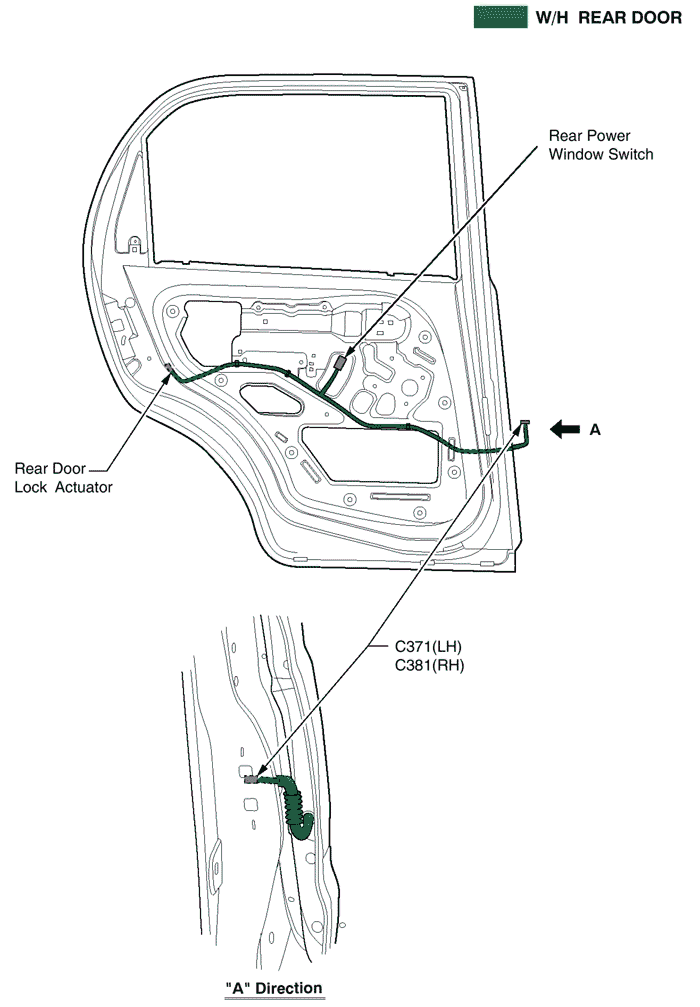 W/H REAR DOOR
Rear Power
Window Switch
A
Rear Door
Lock Actuator
C371(LH)
C381(RH)
"A" Direction